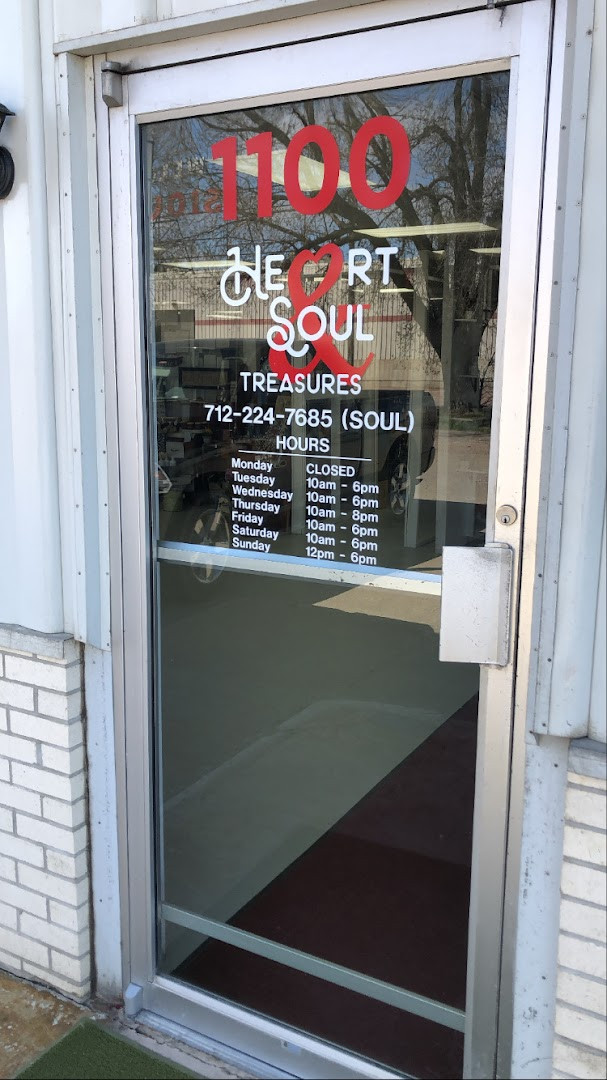 1100
HEART
& SOUL
TREASURES
712-224-7685 (SOUL)
HOURS
Monday CLOSED
Tuesday 10am - 6pm
Wednesday 10am - 6pm
Thursday 10am - 8pm
Friday 10am - 6pm
Saturday 10am - 6pm
Sunday 12pm - 6pm